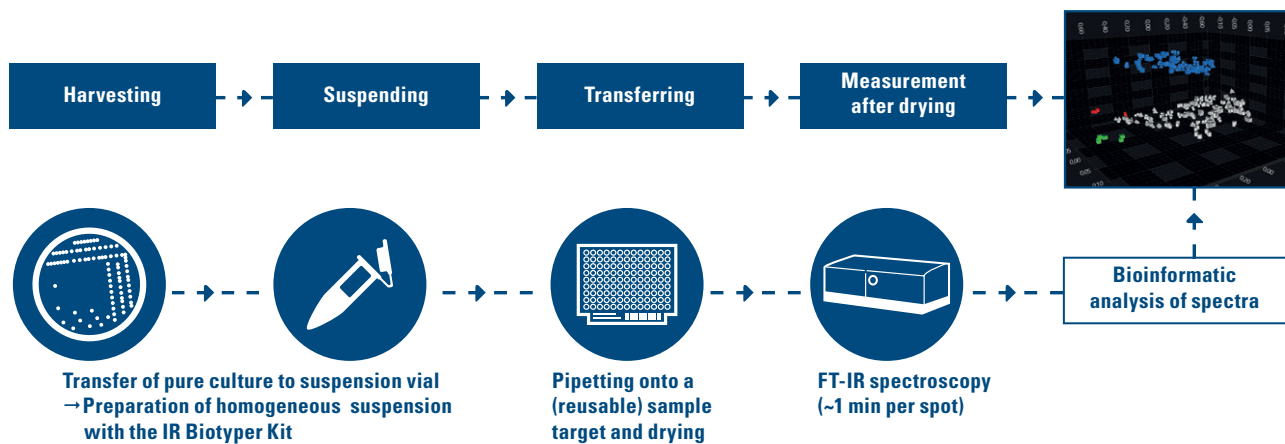 Harvesting
Suspending
Transferring
Measurement
after drying
Bioinformatic
analysis of spectra
Transfer of pure culture to suspension vial
→Preparation of homogeneous suspension
with the IR Biotyper Kit
Pipetting onto a
(reusable) sample
target and drying
FT-IR spectroscopy
(~1 min per spot)